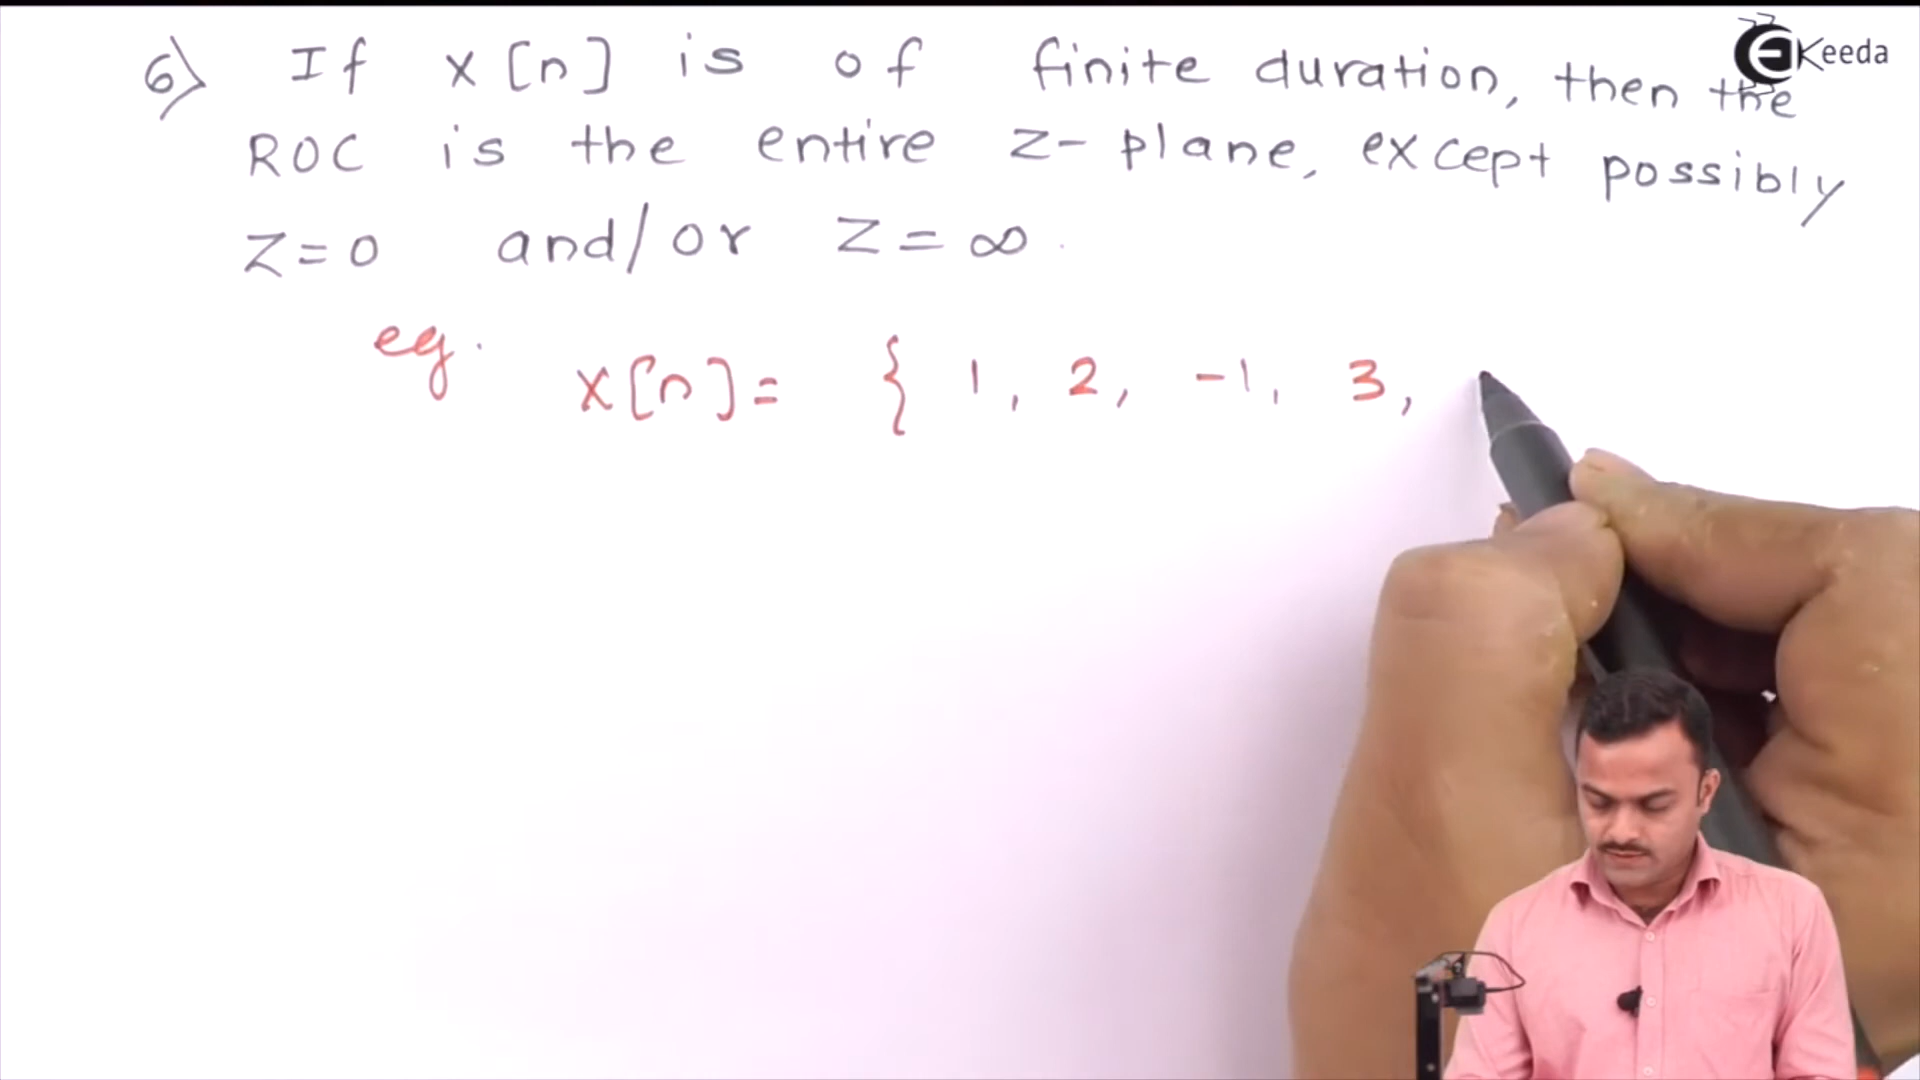 Keeda
6) If x[n] is of finite duration, then the
ROC is the entire z-plane, except possibly
z=0 and/or z=∞.
eg. x[n]= { 1, 2, -1, 3,